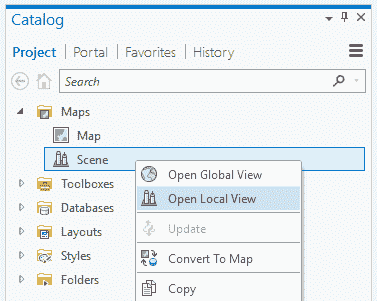 Catalog
Project | Portal | Favorites | History
Search
Maps
Map
Scene
Open Global View
Toolboxes
Open Local View
Databases
Update
Layouts
Styles
Convert To Map
Folders
Copy